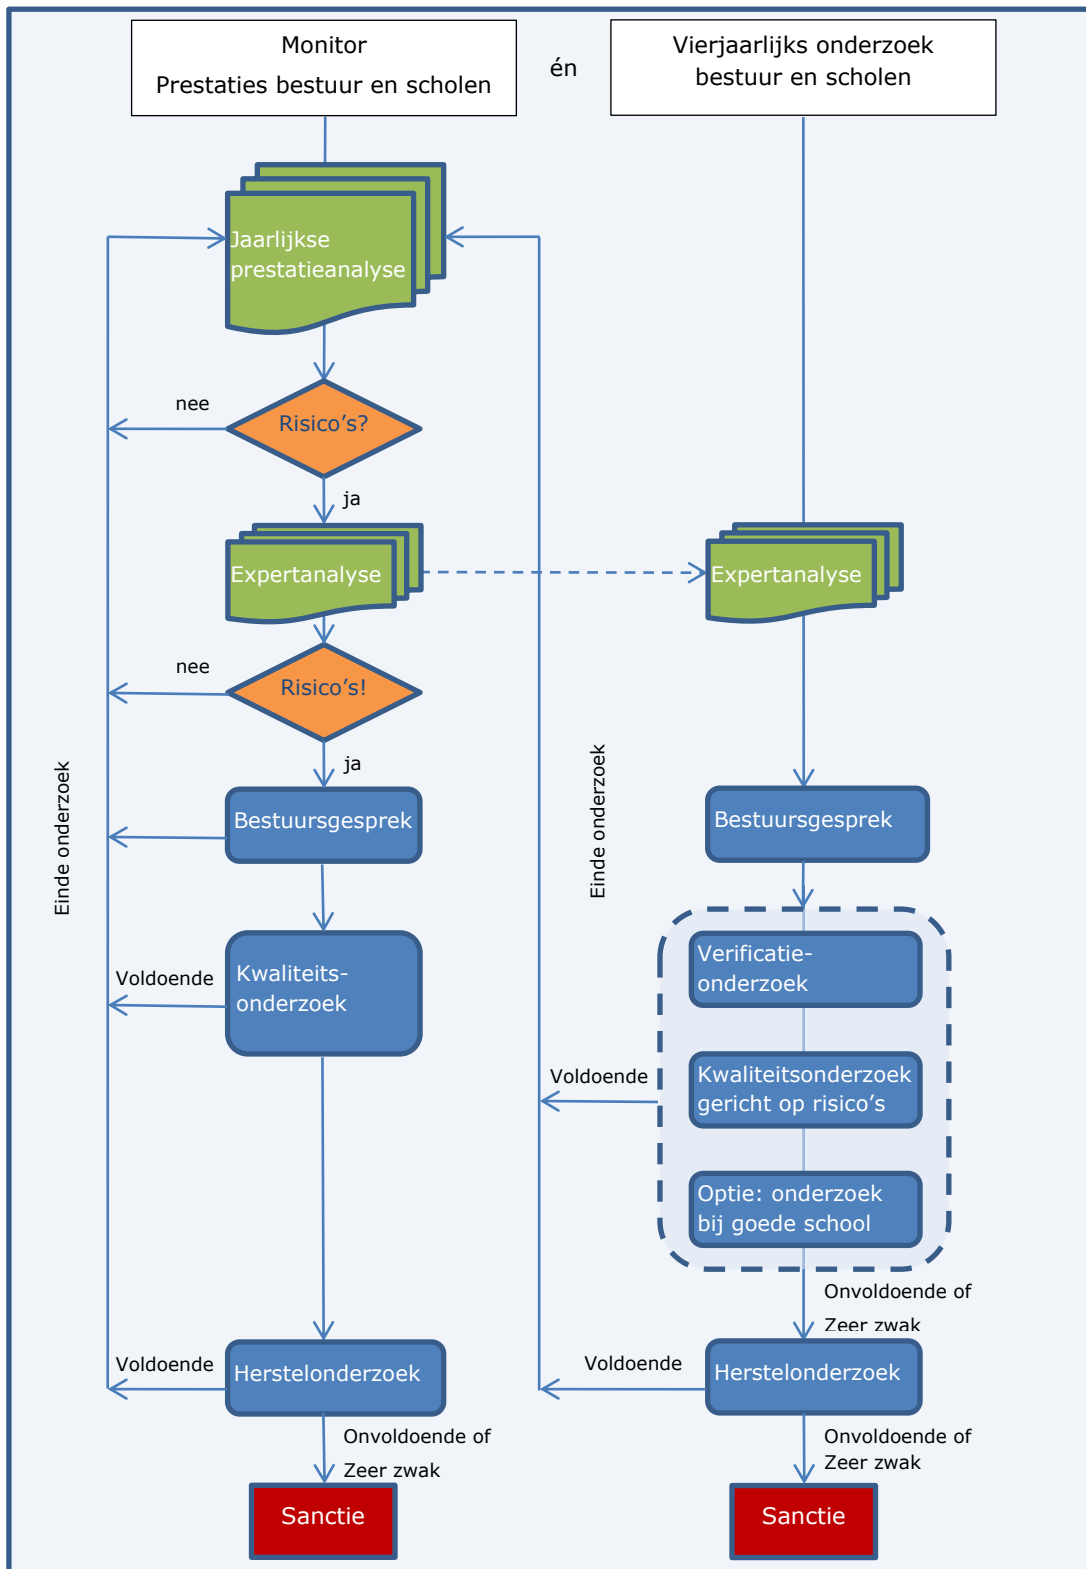 Monitor
Prestaties bestuur en scholen
én
Vierjaarlijks onderzoek
bestuur en scholen
Jaarlijkse
prestatieanalyse
nee
Risico's?
ja
Expertanalyse
Expertanalyse
nee
Risico's!
ja
Einde onderzoek
Bestuursgesprek
Einde onderzoek
Bestuursgesprek
Voldoende
Kwaliteits-
onderzoek
Verificatie-
onderzoek
Voldoende
Kwaliteitsonderzoek
gericht op risico's
Optie: onderzoek
bij goede school
Onvoldoende of
Zeer zwak
Voldoende
Herstelonderzoek
Voldoende
Herstelonderzoek
Onvoldoende of
Zeer zwak
Onvoldoende of
Zeer zwak
Sanctie
Sanctie